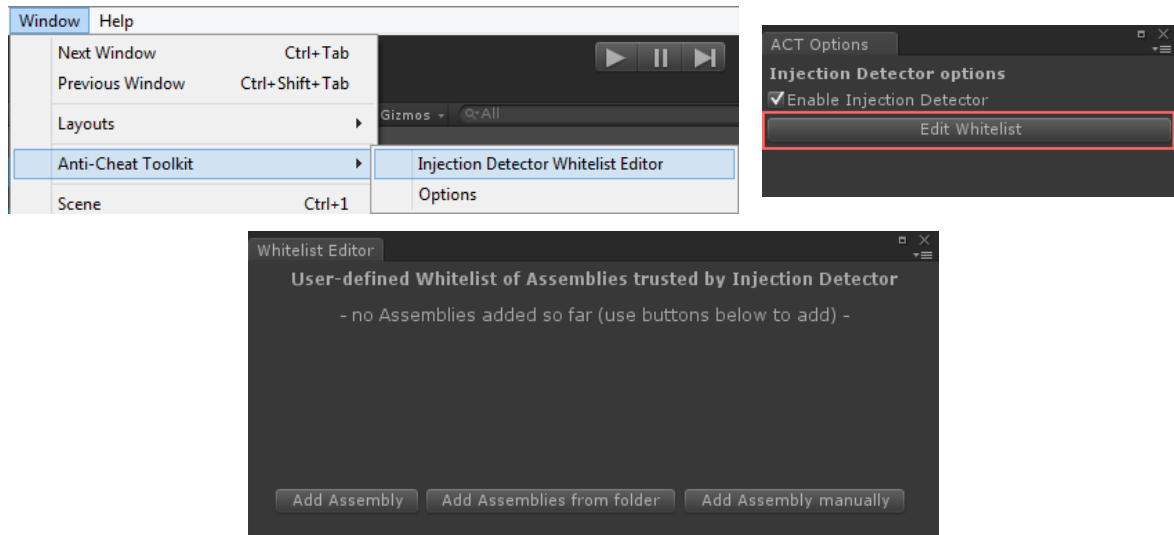 Window Help
Next Window Ctrl+Tab
Previous Window Ctrl+Shift+Tab
Layouts
Anti-Cheat Toolkit
Scene Ctrl+1
Gizmos All
Injection Detector Whitelist Editor
Options
ACT Options
Injection Detector options
Enable Injection Detector
Edit Whitelist
Whitelist Editor
User-defined Whitelist of Assemblies trusted by Injection Detector
- no Assemblies added so far (use buttons below to add) -
Add Assembly Add Assemblies from folder Add Assembly manually